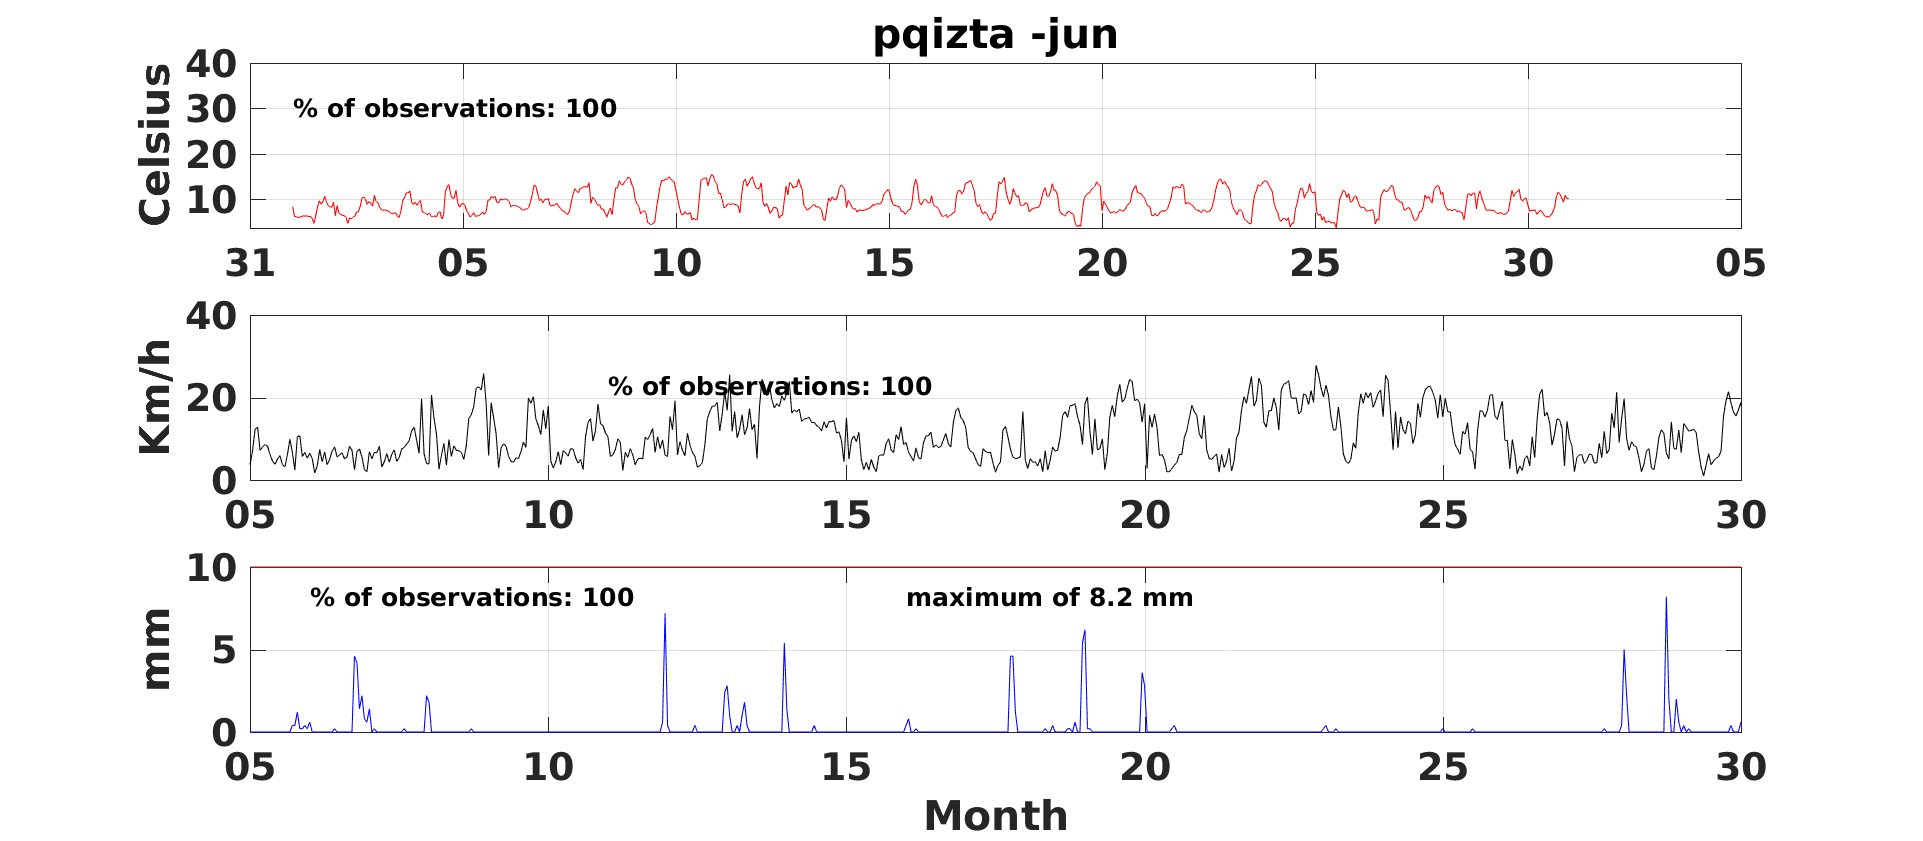 pqizta -jun
Celsius
40
30
20
10
% of observations: 100
31 05 10 15 20 25 30 05
Km/h
40
20
0
% of observations: 100
05 10 15 20 25 30
mm
10
5
0
% of observations: 100 maximum of 8.2 mm
05 10 15 20 25 30
Month